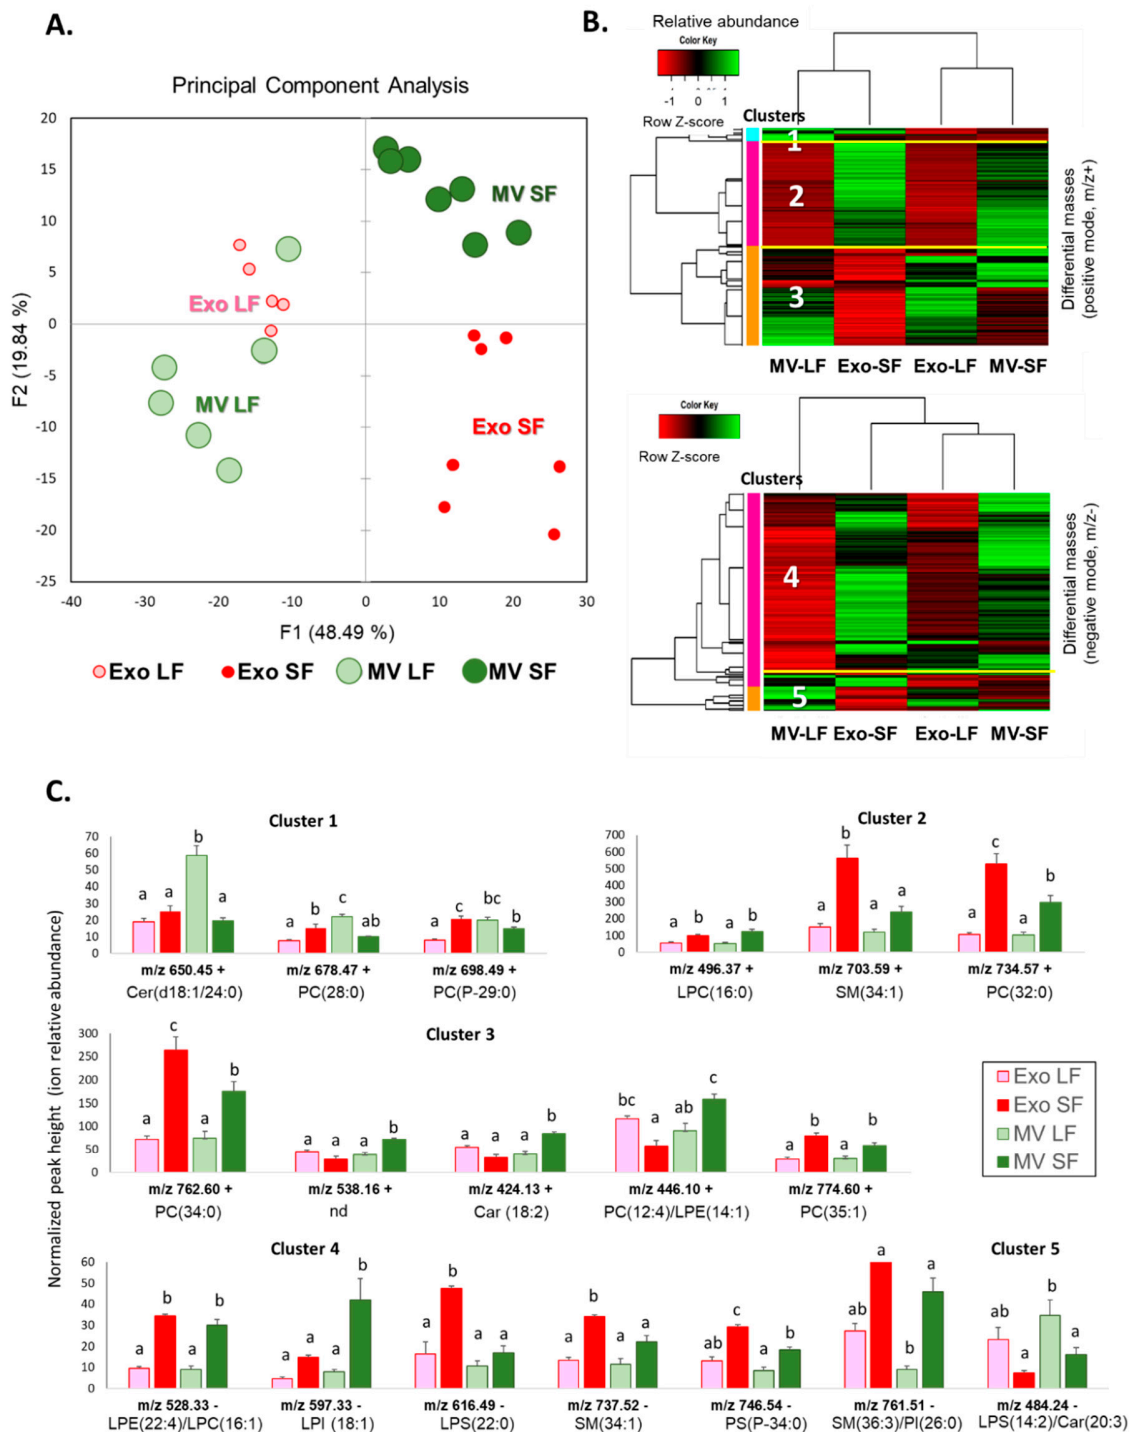 A.
Principal Component Analysis
20
15
10
5
0
-5
-10
-15
-20
-25
F2 (19.84 %)
MV SF
Exo LF
MV LF
Exo SF
-40 -30 -20 -10 0 10 20 30
F1 (48.49 %)
Exo LF Exo SF MV LF MV SF
B.
Relative abundance
Color Key
-1 0 1
Row Z-score
Clusters
1
2
3
MV-LF Exo-SF Exo-LF MV-SF
Differential masses
(positive mode, m/z+)
Color Key
Row Z-score
Clusters
4
5
MV-LF Exo-SF Exo-LF MV-SF
Differential masses
(negative mode, m/z-)
C.
Normalized peak height (ion relative abundance)
Cluster 1
70
60
50
40
30
20
10
0
a a b a
a b c ab
a c bc b
m/z 650.45 + m/z 678.47 + m/z 698.49 +
Cer(d18:1/24:0) PC(28:0) PC(P-29:0)
Cluster 2
700
600
500
400
300
200
100
0
a b a b
a b a a
a c a b
m/z 496.37 + m/z 703.59 + m/z 734.57 +
LPC(16:0) SM(34:1) PC(32:0)
Cluster 3
300
250
200
150
100
50
0
a c a b
a a a b
a a a b
bc a ab c
a b a b
m/z 762.60 + m/z 538.16 + m/z 424.13 + m/z 446.10 + m/z 774.60 +
PC(34:0) nd Car (18:2) PC(12:4)/LPE(14:1) PC(35:1)
Exo LF
Exo SF
MV LF
MV SF
Cluster 4
Cluster 5
60
50
40
30
20
10
0
a b a b
a a a b
a b a a
a b a a
ab c a b
ab a b a
ab a b a
m/z 528.33 - m/z 597.33 - m/z 616.49 - m/z 737.52 - m/z 746.54 - m/z 761.51 - m/z 484.24 -
LPE(22:4)/LPC(16:1) LPI (18:1) LPS(22:0) SM(34:1) PS(P-34:0) SM(36:3)/PI(26:0) LPS(14:2)/Car(20:3)